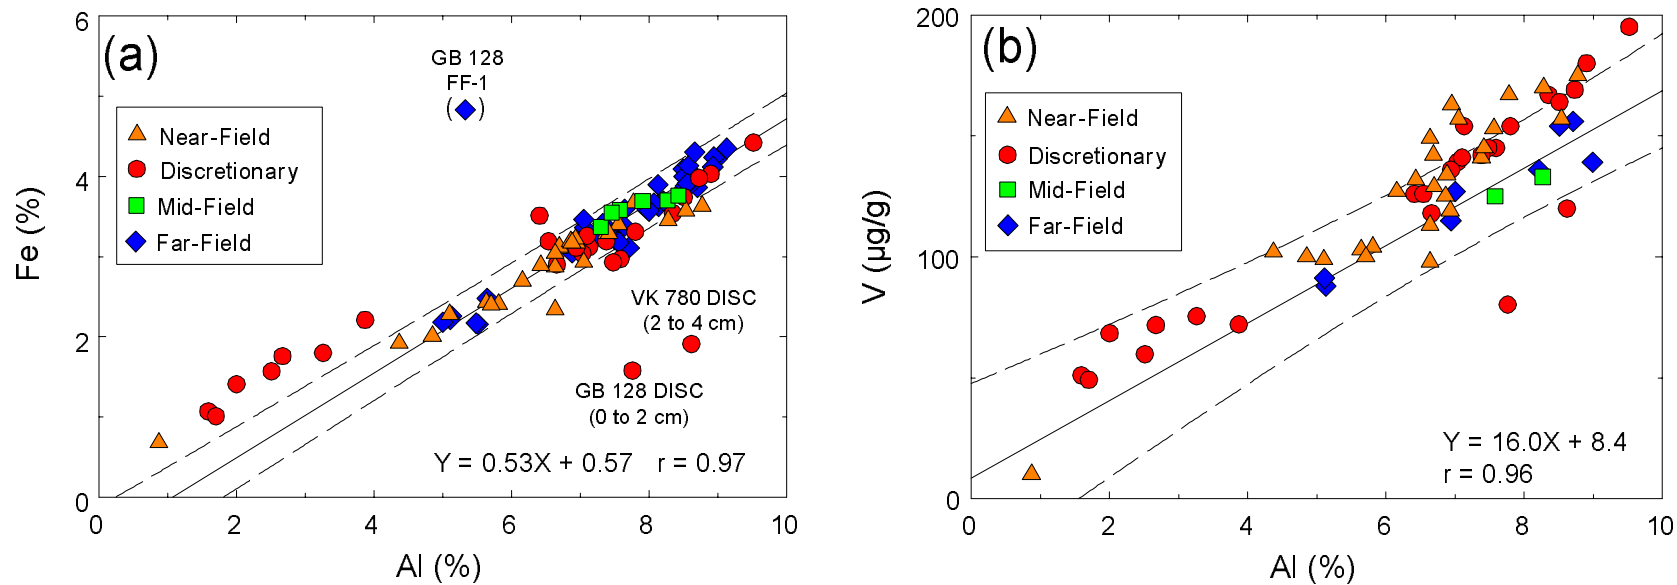 (a)
GB 128
FF-1
( )
Near-Field
Discretionary
Mid-Field
Far-Field
VK 780 DISC
(2 to 4 cm)
GB 128 DISC
(0 to 2 cm)
Y = 0.53X + 0.57 r = 0.97
6
4
2
0
Fe (%)
0 2 4 6 8 10
Al (%)
(b)
Near-Field
Discretionary
Mid-Field
Far-Field
Y = 16.0X + 8.4
r = 0.96
200
100
0
V (µg/g)
0 2 4 6 8 10
Al (%)